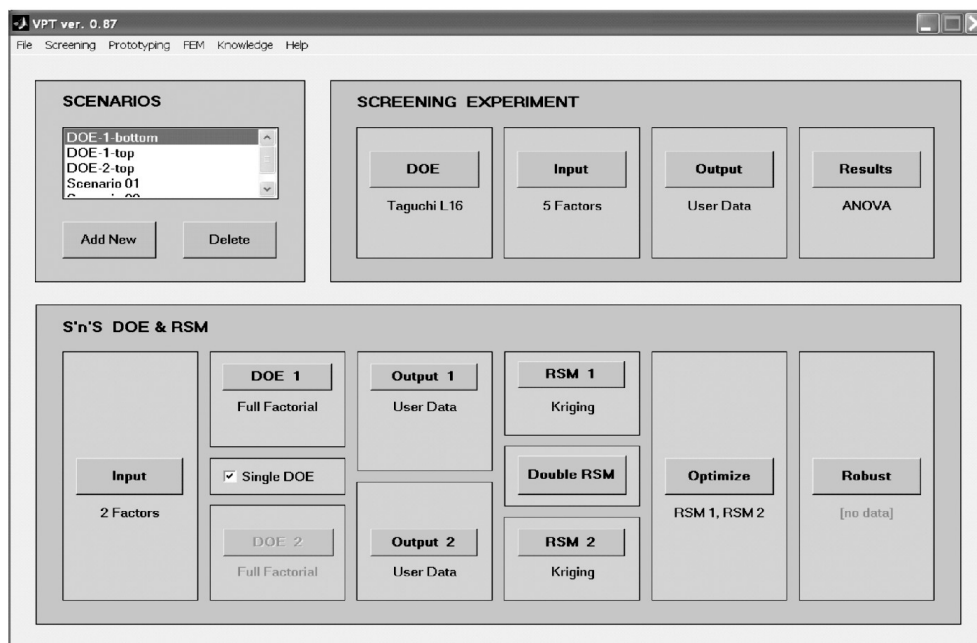 VPT ver. 0.87
File Screening Prototyping FEM Knowledge Help
SCENARIOS
DOE-1-bottom
DOE-1-top
DOE-2-top
Scenario 01
Add New Delete
SCREENING EXPERIMENT
DOE Input Output Results
Taguchi L16 5 Factors User Data ANOVA
S'n'S DOE & RSM
Input
2 Factors
DOE 1
Full Factorial
Single DOE
DOE 2
Full Factorial
Output 1
User Data
Output 2
User Data
RSM 1
Kriging
Double RSM
RSM 2
Kriging
Optimize
RSM 1, RSM 2
Robust
[no data]